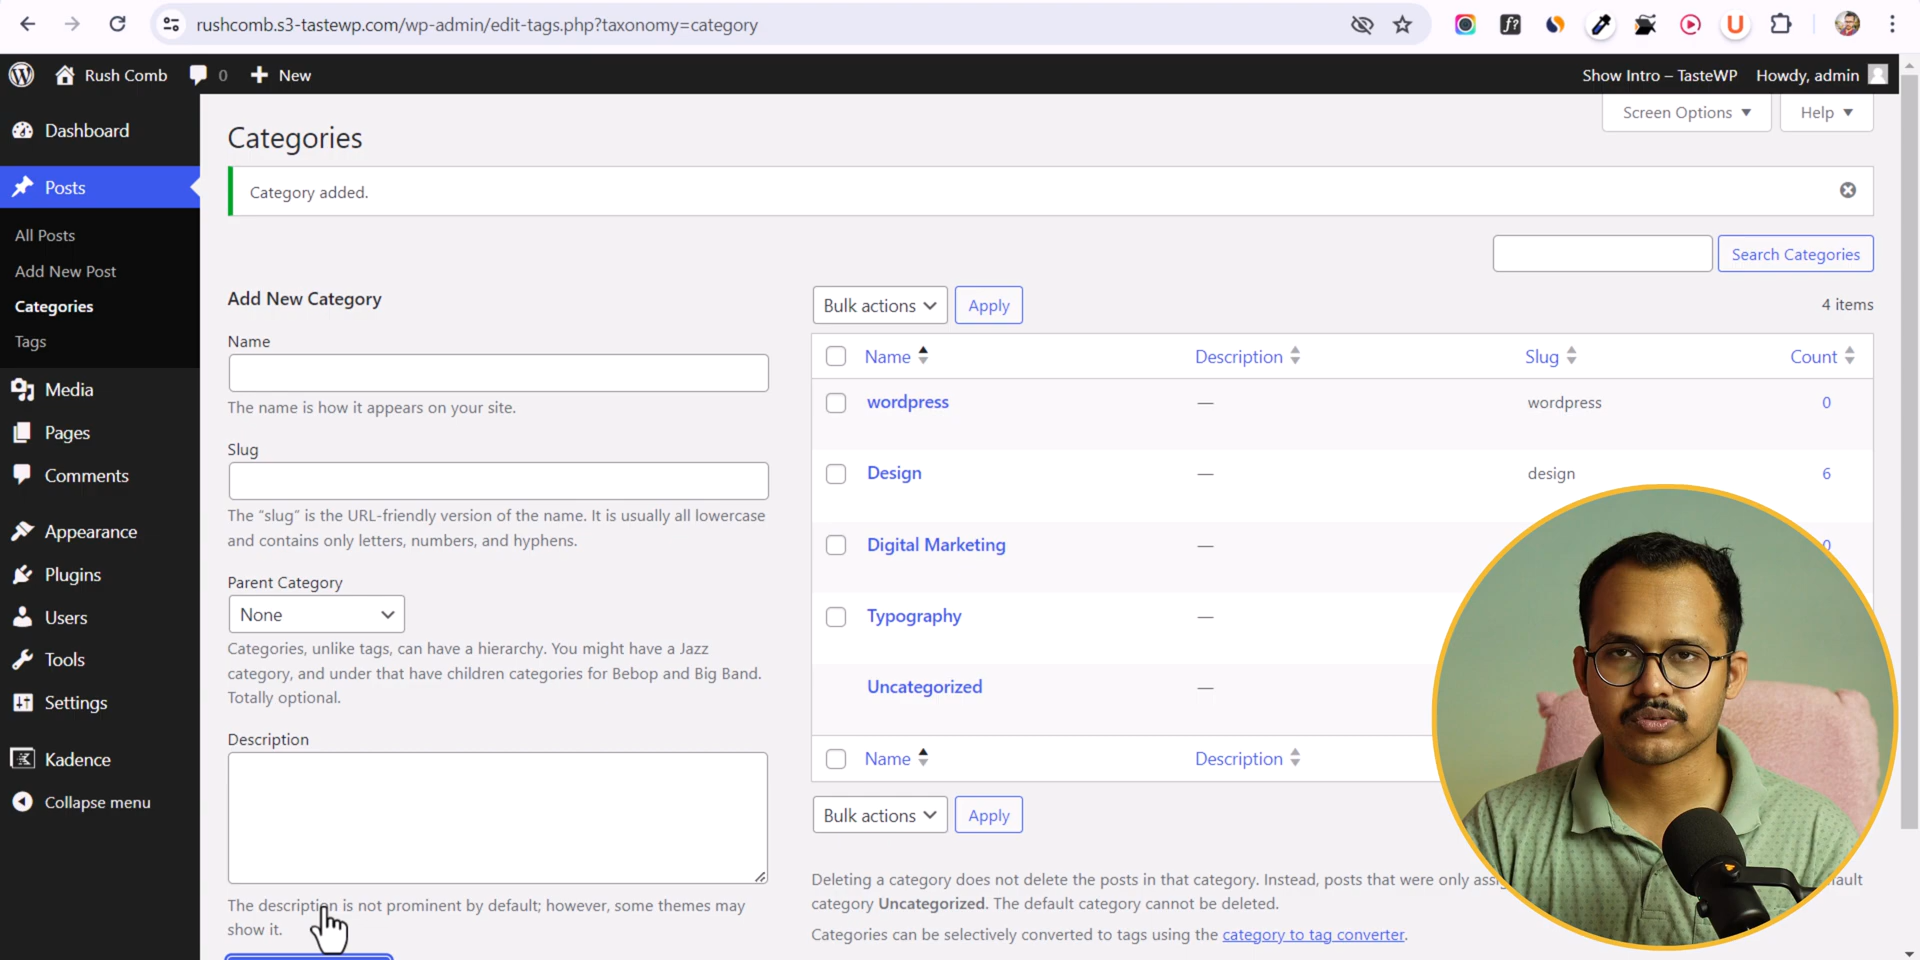 rushcomb.s3-tastewp.com/wp-admin/edit-tags.php?taxonomy=category
Rush Comb
0
New
Show Intro – TasteWP
Howdy, admin
Dashboard
Posts
All Posts
Add New Post
Categories
Tags
Media
Pages
Comments
Appearance
Plugins
Users
Tools
Settings
Kadence
Collapse menu
Screen Options
Help
Categories
Category added.
Search Categories
Add New Category
Name
The name is how it appears on your site.
Slug
The “slug” is the URL-friendly version of the name. It is usually all lowercase
and contains only letters, numbers, and hyphens.
Parent Category
None
Categories, unlike tags, can have a hierarchy. You might have a Jazz
category, and under that have children categories for Bebop and Big Band.
Totally optional.
Description
The description is not prominent by default; however, some themes may
show it.
Bulk actions
Apply
4 items
Name Description Slug Count
wordpress — wordpress 0
Design — design 6
Digital Marketing — 0
Typography —
Uncategorized —
Name Description
Bulk actions
Apply
Deleting a category does not delete the posts in that category. Instead, posts that were only
category Uncategorized. The default category cannot be deleted.
Categories can be selectively converted to tags using the category to tag converter.